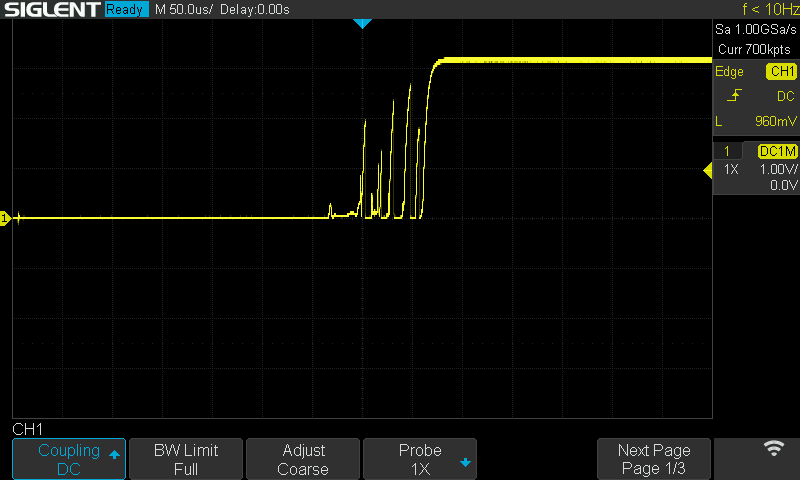 SIGLENT Ready M 50.0us/ Delay:0.00s f < 10Hz
Sa 1.00GSa/s
Curr 700kpts
Edge CH1
DC
L 960mV
1 DC1M
1X 1.00V/
0.0V
1
CH1
Coupling BW Limit Adjust Probe Next Page
DC Full Coarse 1X Page 1/3